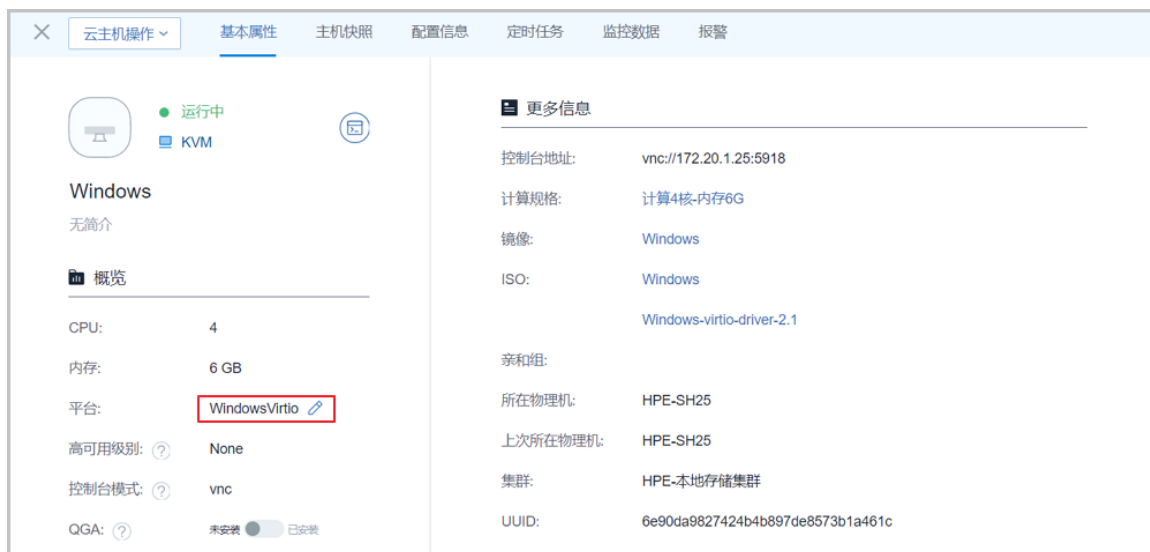 云主机操作 基本属性 主机快照 配置信息 定时任务 监控数据 报警
运行中
KVM
Windows
无简介
概览
CPU: 4
内存: 6 GB
平台: WindowsVirtio
高可用级别: ? None
控制台模式: ? vnc
QGA: ? 未安装 已安装
更多信息
控制台地址: vnc://172.20.1.25:5918
计算规格: 计算4核-内存6G
镜像: Windows
ISO: Windows
Windows-virtio-driver-2.1
亲和组:
所在物理机: HPE-SH25
上次所在物理机: HPE-SH25
集群: HPE-本地存储集群
UUID: 6e90da9827424b4b897de8573b1a461c